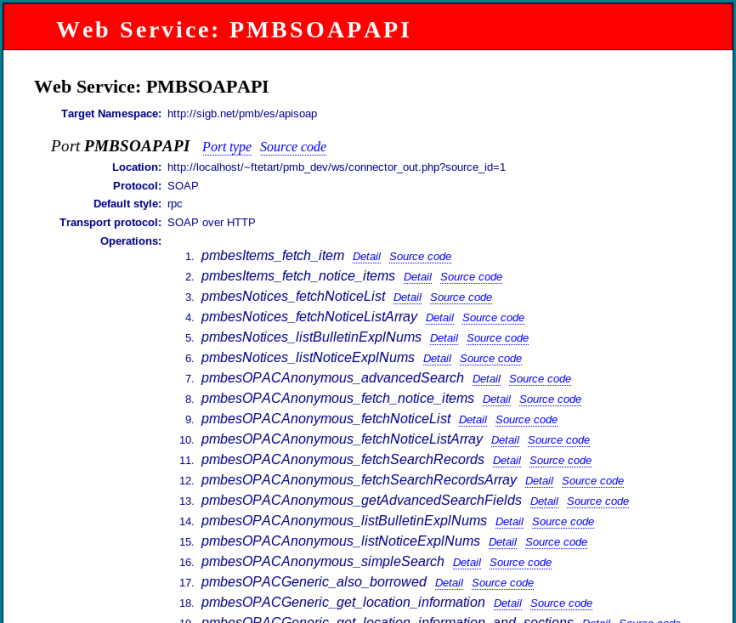 Web Service: PMBSOAPAPI
Web Service: PMBSOAPAPI
Target Namespace: http://sigb.net/pmb/es/apisoap
Port PMBSOAPAPI Port type Source code
Location: http://localhost/~ftetart/pmb_dev/ws/connector_out.php?source_id=1
Protocol: SOAP
Default style: rpc
Transport protocol: SOAP over HTTP
Operations:
1. pmbesItems_fetch_item Detail Source code
2. pmbesItems_fetch_notice_items Detail Source code
3. pmbesNotices_fetchNoticeList Detail Source code
4. pmbesNotices_fetchNoticeListArray Detail Source code
5. pmbesNotices_listBulletinExplNums Detail Source code
6. pmbesNotices_listNoticeExplNums Detail Source code
7. pmbesOPACAnonymous_advancedSearch Detail Source code
8. pmbesOPACAnonymous_fetch_notice_items Detail Source code
9. pmbesOPACAnonymous_fetchNoticeList Detail Source code
10. pmbesOPACAnonymous_fetchNoticeListArray Detail Source code
11. pmbesOPACAnonymous_fetchSearchRecords Detail Source code
12. pmbesOPACAnonymous_fetchSearchRecordsArray Detail Source code
13. pmbesOPACAnonymous_getAdvancedSearchFields Detail Source code
14. pmbesOPACAnonymous_listBulletinExplNums Detail Source code
15. pmbesOPACAnonymous_listNoticeExplNums Detail Source code
16. pmbesOPACAnonymous_simpleSearch Detail Source code
17. pmbesOPACGeneric_also_borrowed Detail Source code
18. pmbesOPACGeneric_get_location_information Detail Source code
19. pmbesOPACGeneric_get_location_information_and_sections Detail Source code